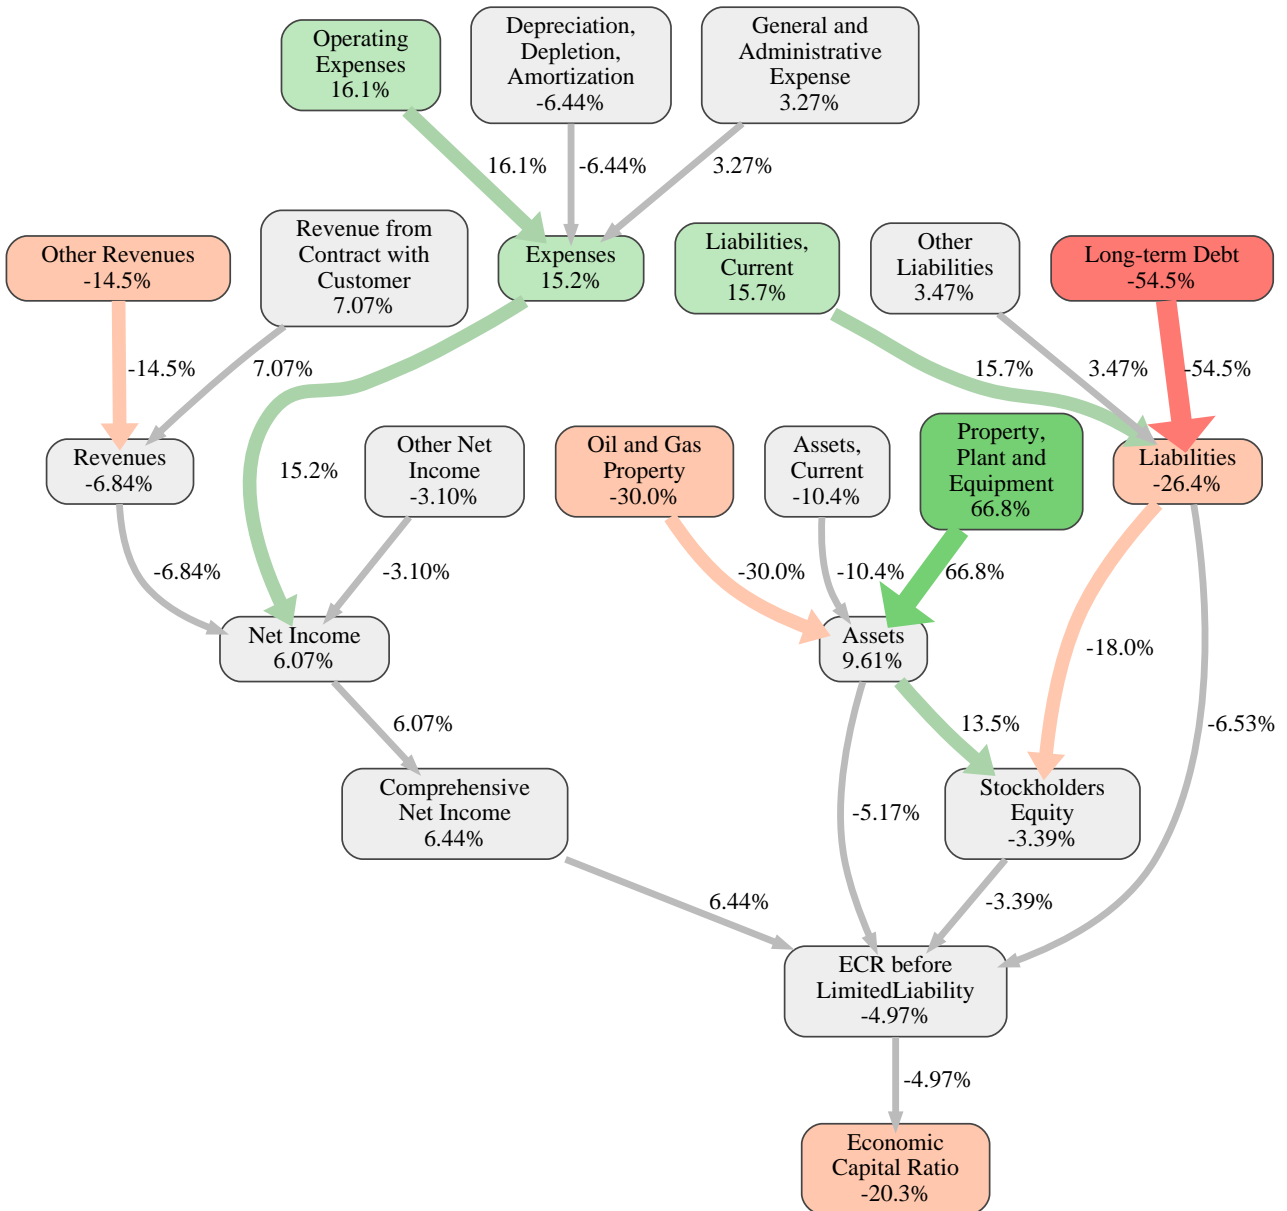 Operating
Expenses
16.1%
Depreciation,
Depletion,
Amortization
-6.44%
General and
Administrative
Expense
3.27%
16.1%
-6.44%
3.27%
Other Revenues
-14.5%
Revenue from
Contract with
Customer
7.07%
Expenses
15.2%
Liabilities,
Current
15.7%
Other
Liabilities
3.47%
Long-term Debt
-54.5%
-14.5%
7.07%
15.7%
3.47%
-54.5%
Revenues
-6.84%
15.2%
Other Net
Income
-3.10%
Oil and Gas
Property
-30.0%
Assets,
Current
-10.4%
Property,
Plant and
Equipment
66.8%
Liabilities
-26.4%
-6.84%
-3.10%
-30.0%
-10.4%
66.8%
Net Income
6.07%
Assets
9.61%
-18.0%
6.07%
13.5%
-6.53%
Comprehensive
Net Income
6.44%
-5.17%
Stockholders
Equity
-3.39%
6.44%
-3.39%
ECR before
LimitedLiability
-4.97%
-4.97%
Economic
Capital Ratio
-20.3%